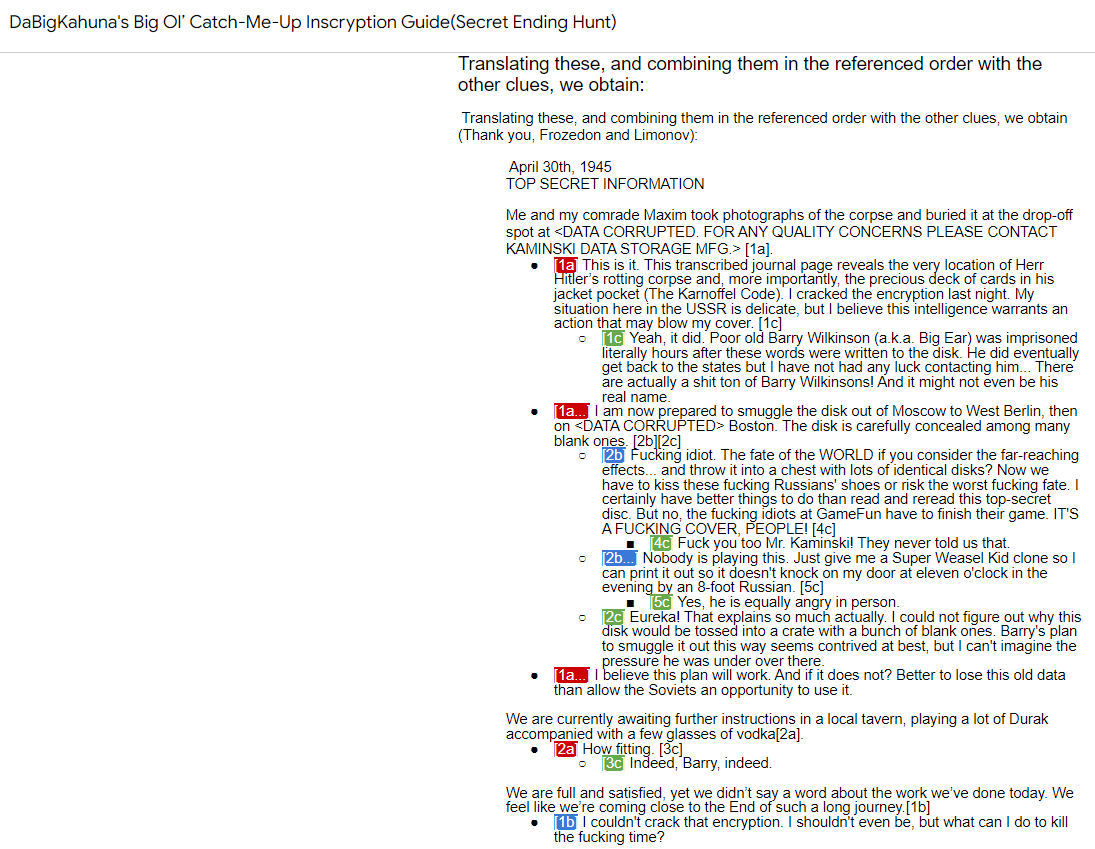 DaBigKahuna's Big Ol' Catch-Me-Up Inscryption Guide(Secret Ending Hunt)
Translating these, and combining them in the referenced order with the
other clues, we obtain:
Translating these, and combining them in the referenced order with the other clues, we obtain
(Thank you, Frozedon and Limonov):
April 30th, 1945
TOP SECRET INFORMATION
Me and my comrade Maxim took photographs of the corpse and buried it at the drop-off
spot at <DATA CORRUPTED. FOR ANY QUALITY CONCERNS PLEASE CONTACT
KAMINSKI DATA STORAGE MFG.> [1a].
● [1a] This is it. This transcribed journal page reveals the very location of Herr
Hitler's rotting corpse and, more importantly, the precious deck of cards in his
jacket pocket (The Karnoffel Code). I cracked the encryption last night. My
situation here in the USSR is delicate, but I believe this intelligence warrants an
action that may blow my cover. [1c]
○ [1c] Yeah, it did. Poor old Barry Wilkinson (a.k.a. Big Ear) was imprisoned
literally hours after these words were written to the disk. He did eventually
get back to the states but I have not had any luck contacting him... There
are actually a shit ton of Barry Wilkinsons! And it might not even be his
real name.
● [1a...] I am now prepared to smuggle the disk out of Moscow to West Berlin, then
on <DATA CORRUPTED> Boston. The disk is carefully concealed among many
blank ones. [2b][2c]
○ [2b] Fucking idiot. The fate of the WORLD if you consider the far-reaching
effects... and throw it into a chest with lots of identical disks? Now we
have to kiss these fucking Russians' shoes or risk the worst fucking fate. I
certainly have better things to do than read and reread this top-secret
disc. But no, the fucking idiots at GameFun have to finish their game. IT'S
A FUCKING COVER, PEOPLE! [4c]
■ [4c] Fuck you too Mr. Kaminski! They never told us that.
○ [2b...] Nobody is playing this. Just give me a Super Weasel Kid clone so I
can print it out so it doesn't knock on my door at eleven o'clock in the
evening by an 8-foot Russian. [5c]
■ [5c] Yes, he is equally angry in person.
○ [2c] Eureka! That explains so much actually. I could not figure out why this
disk would be tossed into a crate with a bunch of blank ones. Barry's plan
to smuggle it out this way seems contrived at best, but I can't imagine the
pressure he was under over there.
● [1a...] I believe this plan will work. And if it does not? Better to lose this old data
than allow the Soviets an opportunity to use it.
We are currently awaiting further instructions in a local tavern, playing a lot of Durak
accompanied with a few glasses of vodka[2a].
● [2a] How fitting. [3c]
○ [3c] Indeed, Barry, indeed.
We are full and satisfied, yet we didn't say a word about the work we've done today. We
feel like we're coming close to the End of such a long journey.[1b]
● [1b] I couldn't crack that encryption. I shouldn't even be, but what can I do to kill
the fucking time?